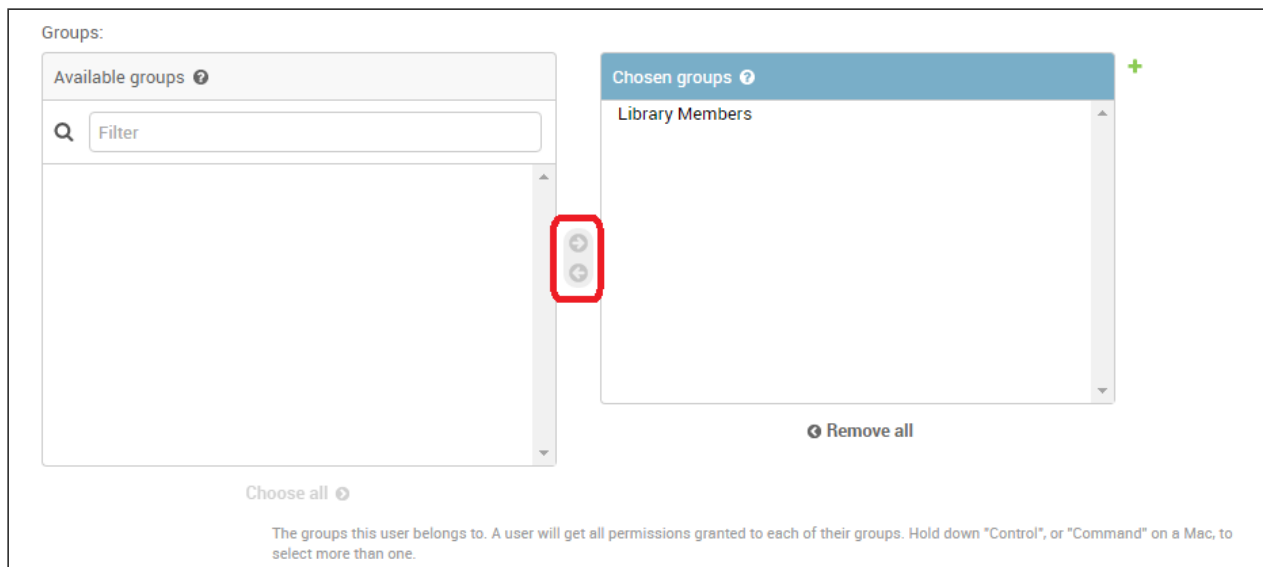 Groups:
Available groups
Chosen groups
Filter
Library Members
Remove all
Choose all
The groups this user belongs to. A user will get all permissions granted to each of their groups. Hold down "Control", or "Command" on a Mac, to
select more than one.